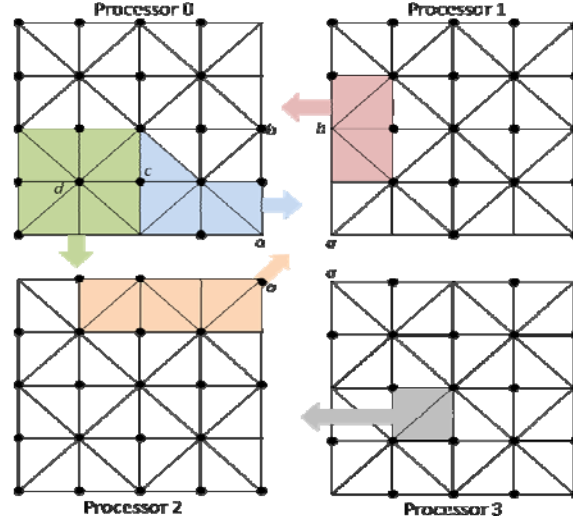 Processor 0
Processor 1
b
h
c
d
a
a
a
a
Processor 2
Processor 3